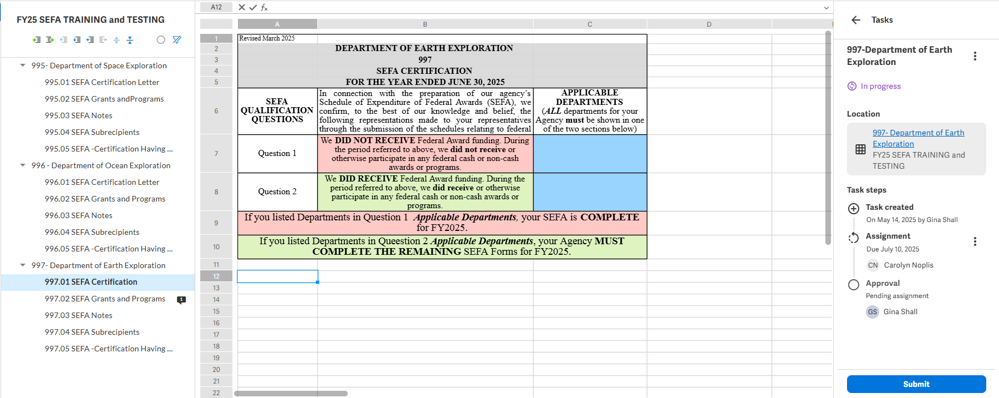 FY25 SEFA TRAINING and TESTING
995- Department of Space Exploration
995.01 SEFA Certification Letter
995.02 SEFA Grants andPrograms
995.03 SEFA Notes
995.04 SEFA Subrecipients
995.05 SEFA -Certification Having ...
996 - Department of Ocean Exploration
996.01 SEFA Certification Letter
996.02 SEFA Grants and Programs
996.03 SEFA Notes
996.04 SEFA Subrecipients
996.05 SEFA -Certification Having ...
997- Department of Earth Exploration
997.01 SEFA Certification
997.02 SEFA Grants and Programs 1
997.03 SEFA Notes
997.04 SEFA Subrecipients
997.05 SEFA -Certification Having ...
A12 fx
A B C D
1 Revised March 2025
2 DEPARTMENT OF EARTH EXPLORATION
3 997
4 SEFA CERTIFICATION
5 FOR THE YEAR ENDED JUNE 30, 2025
6
SEFA
QUALIFICATION
QUESTIONS
In connection with the preparation of our agency's
Schedule of Expenditure of Federal Awards (SEFA), we
confirm, to the best of our knowledge and belief, the
following representations made to your representatives
through the submission of the schedules relating to federal
APPLICABLE
DEPARTMENTS
(ALL departments for your
Agency must be shown in one
of the two sections below)
7
Question 1
We DID NOT RECEIVE Federal Award funding. During
the period referred to above, we did not receive or
otherwise participate in any federal cash or non-cash
awards or programs.
8
Question 2
We DID RECEIVE Federal Award funding. During the
period referred to above, we did receive or otherwise
participate in any federal cash or non-cash awards or
programs.
9
If you listed Departments in Question 1 Applicable Departments, your SEFA is COMPLETE
for FY2025.
10
If you listed Departments in Queestion 2 Applicable Departments, your Agency MUST
COMPLETE THE REMAINING SEFA Forms for FY2025.
11
12
13
14
15
16
17
18
19
20
21
22
Tasks
997-Department of Earth
Exploration
In progress
Location
997- Department of Earth
Exploration
FY25 SEFA TRAINING and
TESTING
Task steps
Task created
On May 14, 2025 by Gina Shall
Assignment
Due July 10, 2025
CN Carolyn Noplis
Approval
Pending assignment
GS Gina Shall
Submit